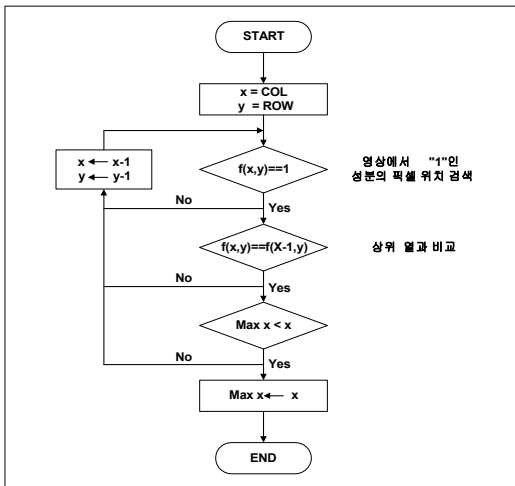 START
x = COL
y = ROW
x ← x-1
y ← y-1
f(x,y)==1
영상에서 "1"인
성분의 픽셀 위치 검색
No
Yes
f(x,y)==f(X-1,y)
상위 열과 비교
No
Yes
Max x < x
No
Yes
Max x ← x
END